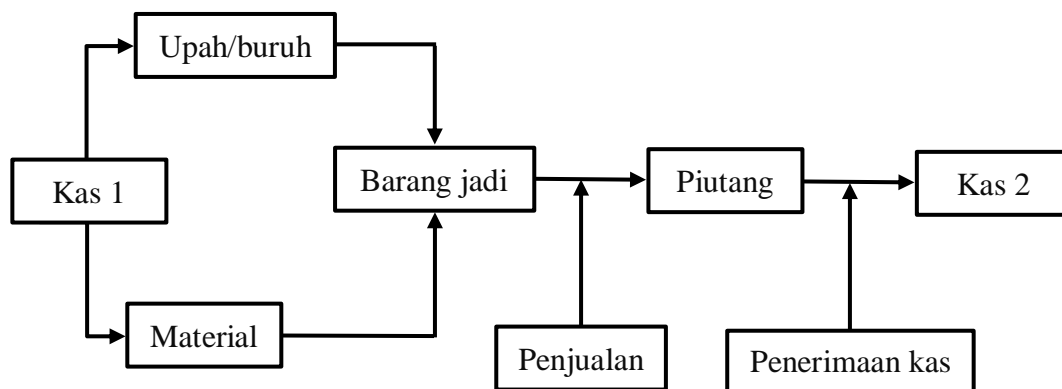 Upah/buruh
Kas 1
Barang jadi
Piutang
Kas 2
Material
Penjualan
Penerimaan kas